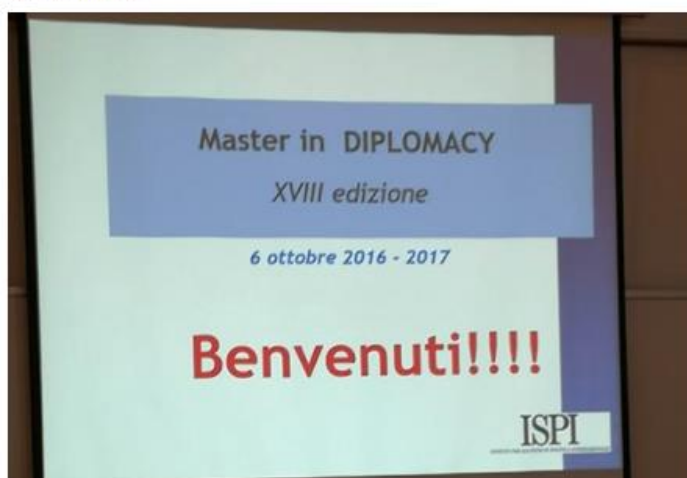 Master in DIPLOMACY
XVIII edizione
6 ottobre 2016 - 2017
Benvenuti!!!!
ISPI